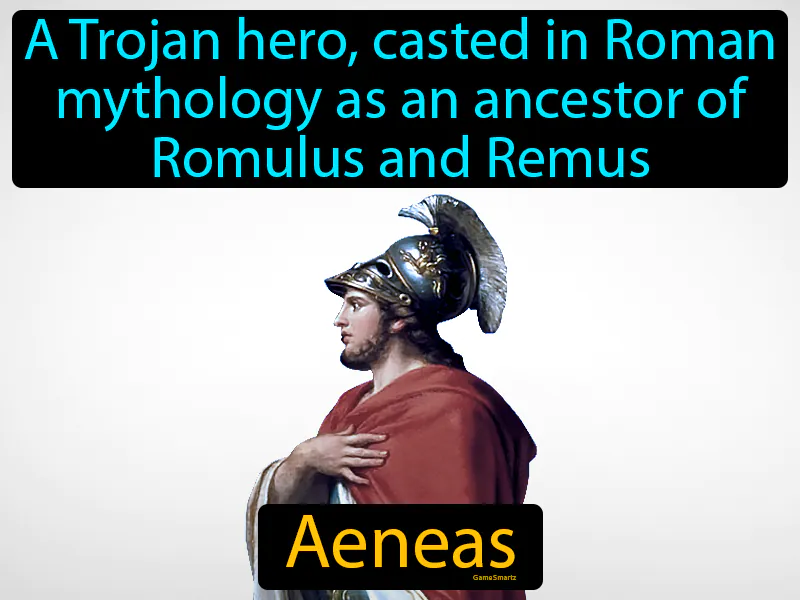 A Trojan hero, casted in Roman
mythology as an ancestor of
Romulus and Remus
Aeneas
GameSmartz